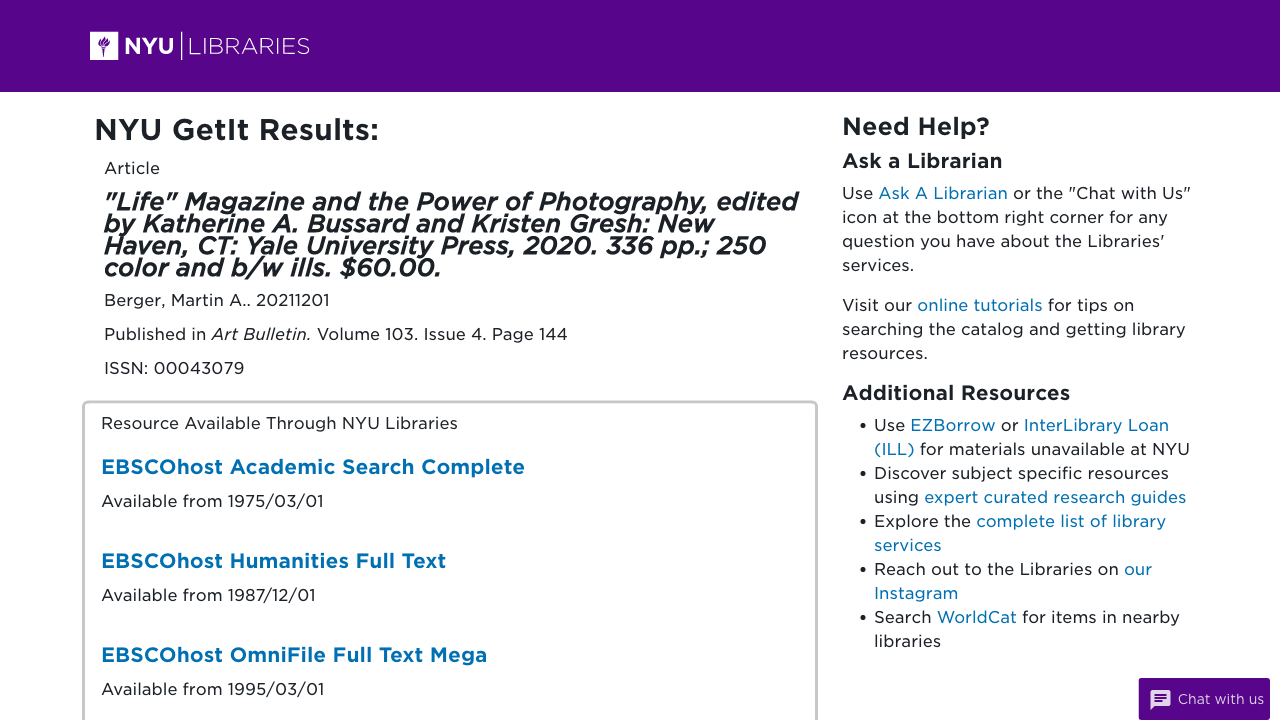 NYU LIBRARIES
NYU GetIt Results:
Article
"Life" Magazine and the Power of Photography, edited
by Katherine A. Bussard and Kristen Gresh: New
Haven, CT: Yale University Press, 2020. 336 pp.; 250
color and b/w ills. $60.00.
Berger, Martin A.. 20211201
Published in Art Bulletin. Volume 103. Issue 4. Page 144
ISSN: 00043079
Resource Available Through NYU Libraries
EBSCOhost Academic Search Complete
Available from 1975/03/01
EBSCOhost Humanities Full Text
Available from 1987/12/01
EBSCOhost OmniFile Full Text Mega
Available from 1995/03/01
Need Help?
Ask a Librarian
Use Ask A Librarian or the "Chat with Us"
icon at the bottom right corner for any
question you have about the Libraries'
services.
Visit our online tutorials for tips on
searching the catalog and getting library
resources.
Additional Resources
• Use EZBorrow or InterLibrary Loan
(ILL) for materials unavailable at NYU
• Discover subject specific resources
using expert curated research guides
• Explore the complete list of library
services
• Reach out to the Libraries on our
Instagram
• Search WorldCat for items in nearby
libraries
Chat with us